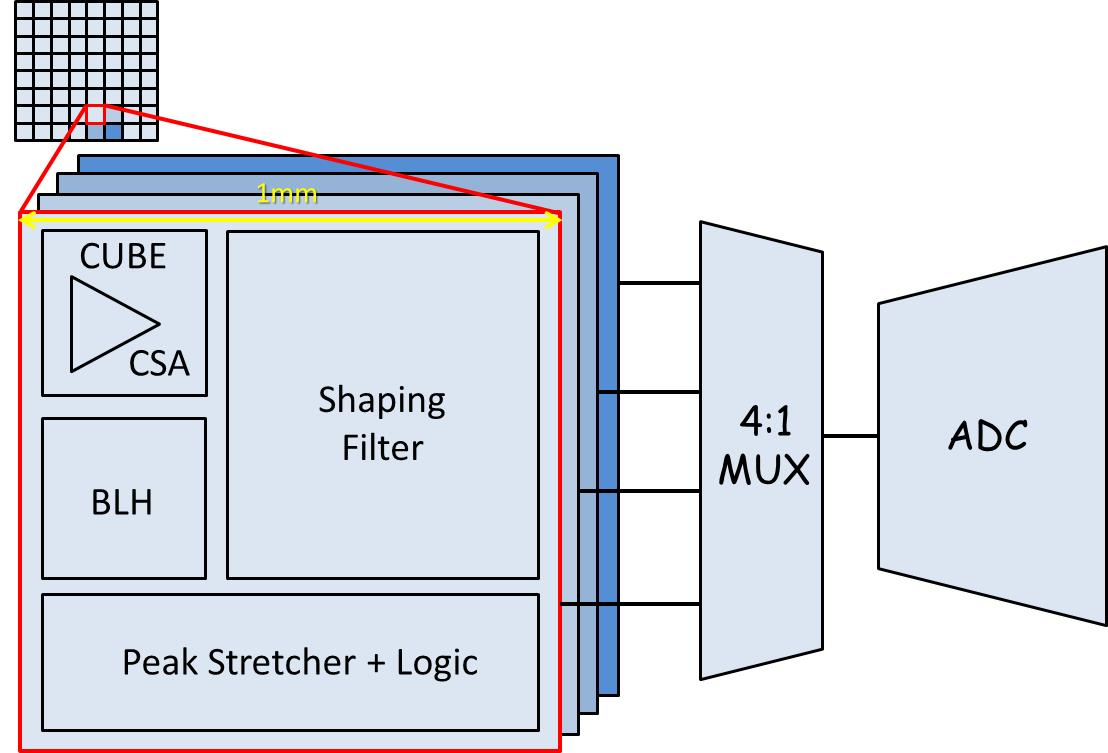 1mm
CUBE
CSA
BLH
Shaping
Filter
Peak Stretcher + Logic
4:1
MUX
ADC